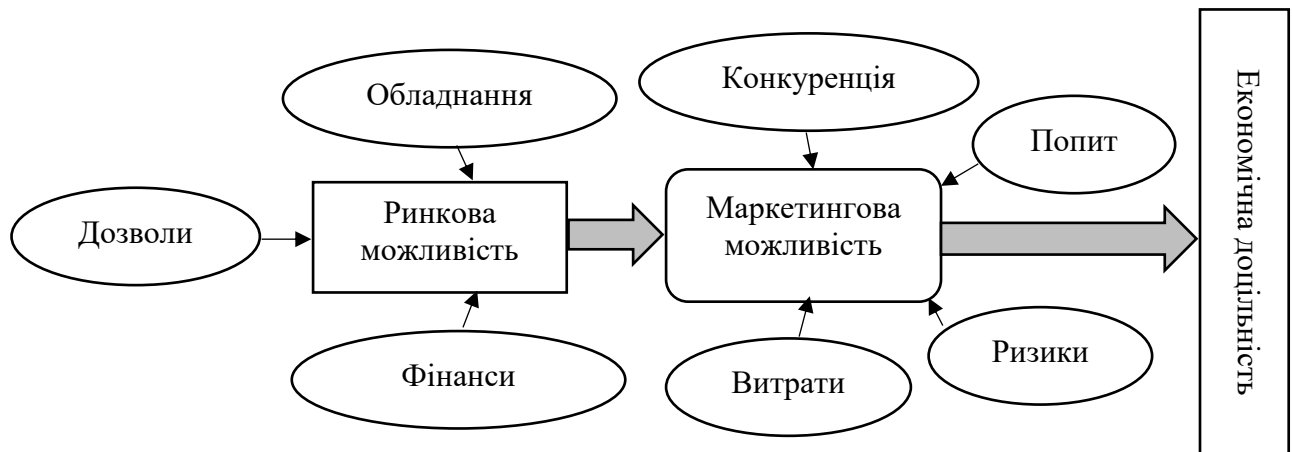 Обладнання
Конкуренція
Попит
Дозволи
Ринкова
можливість
Маркетингова
можливість
Фінанси
Витрати
Ризики
Економічна доцільність